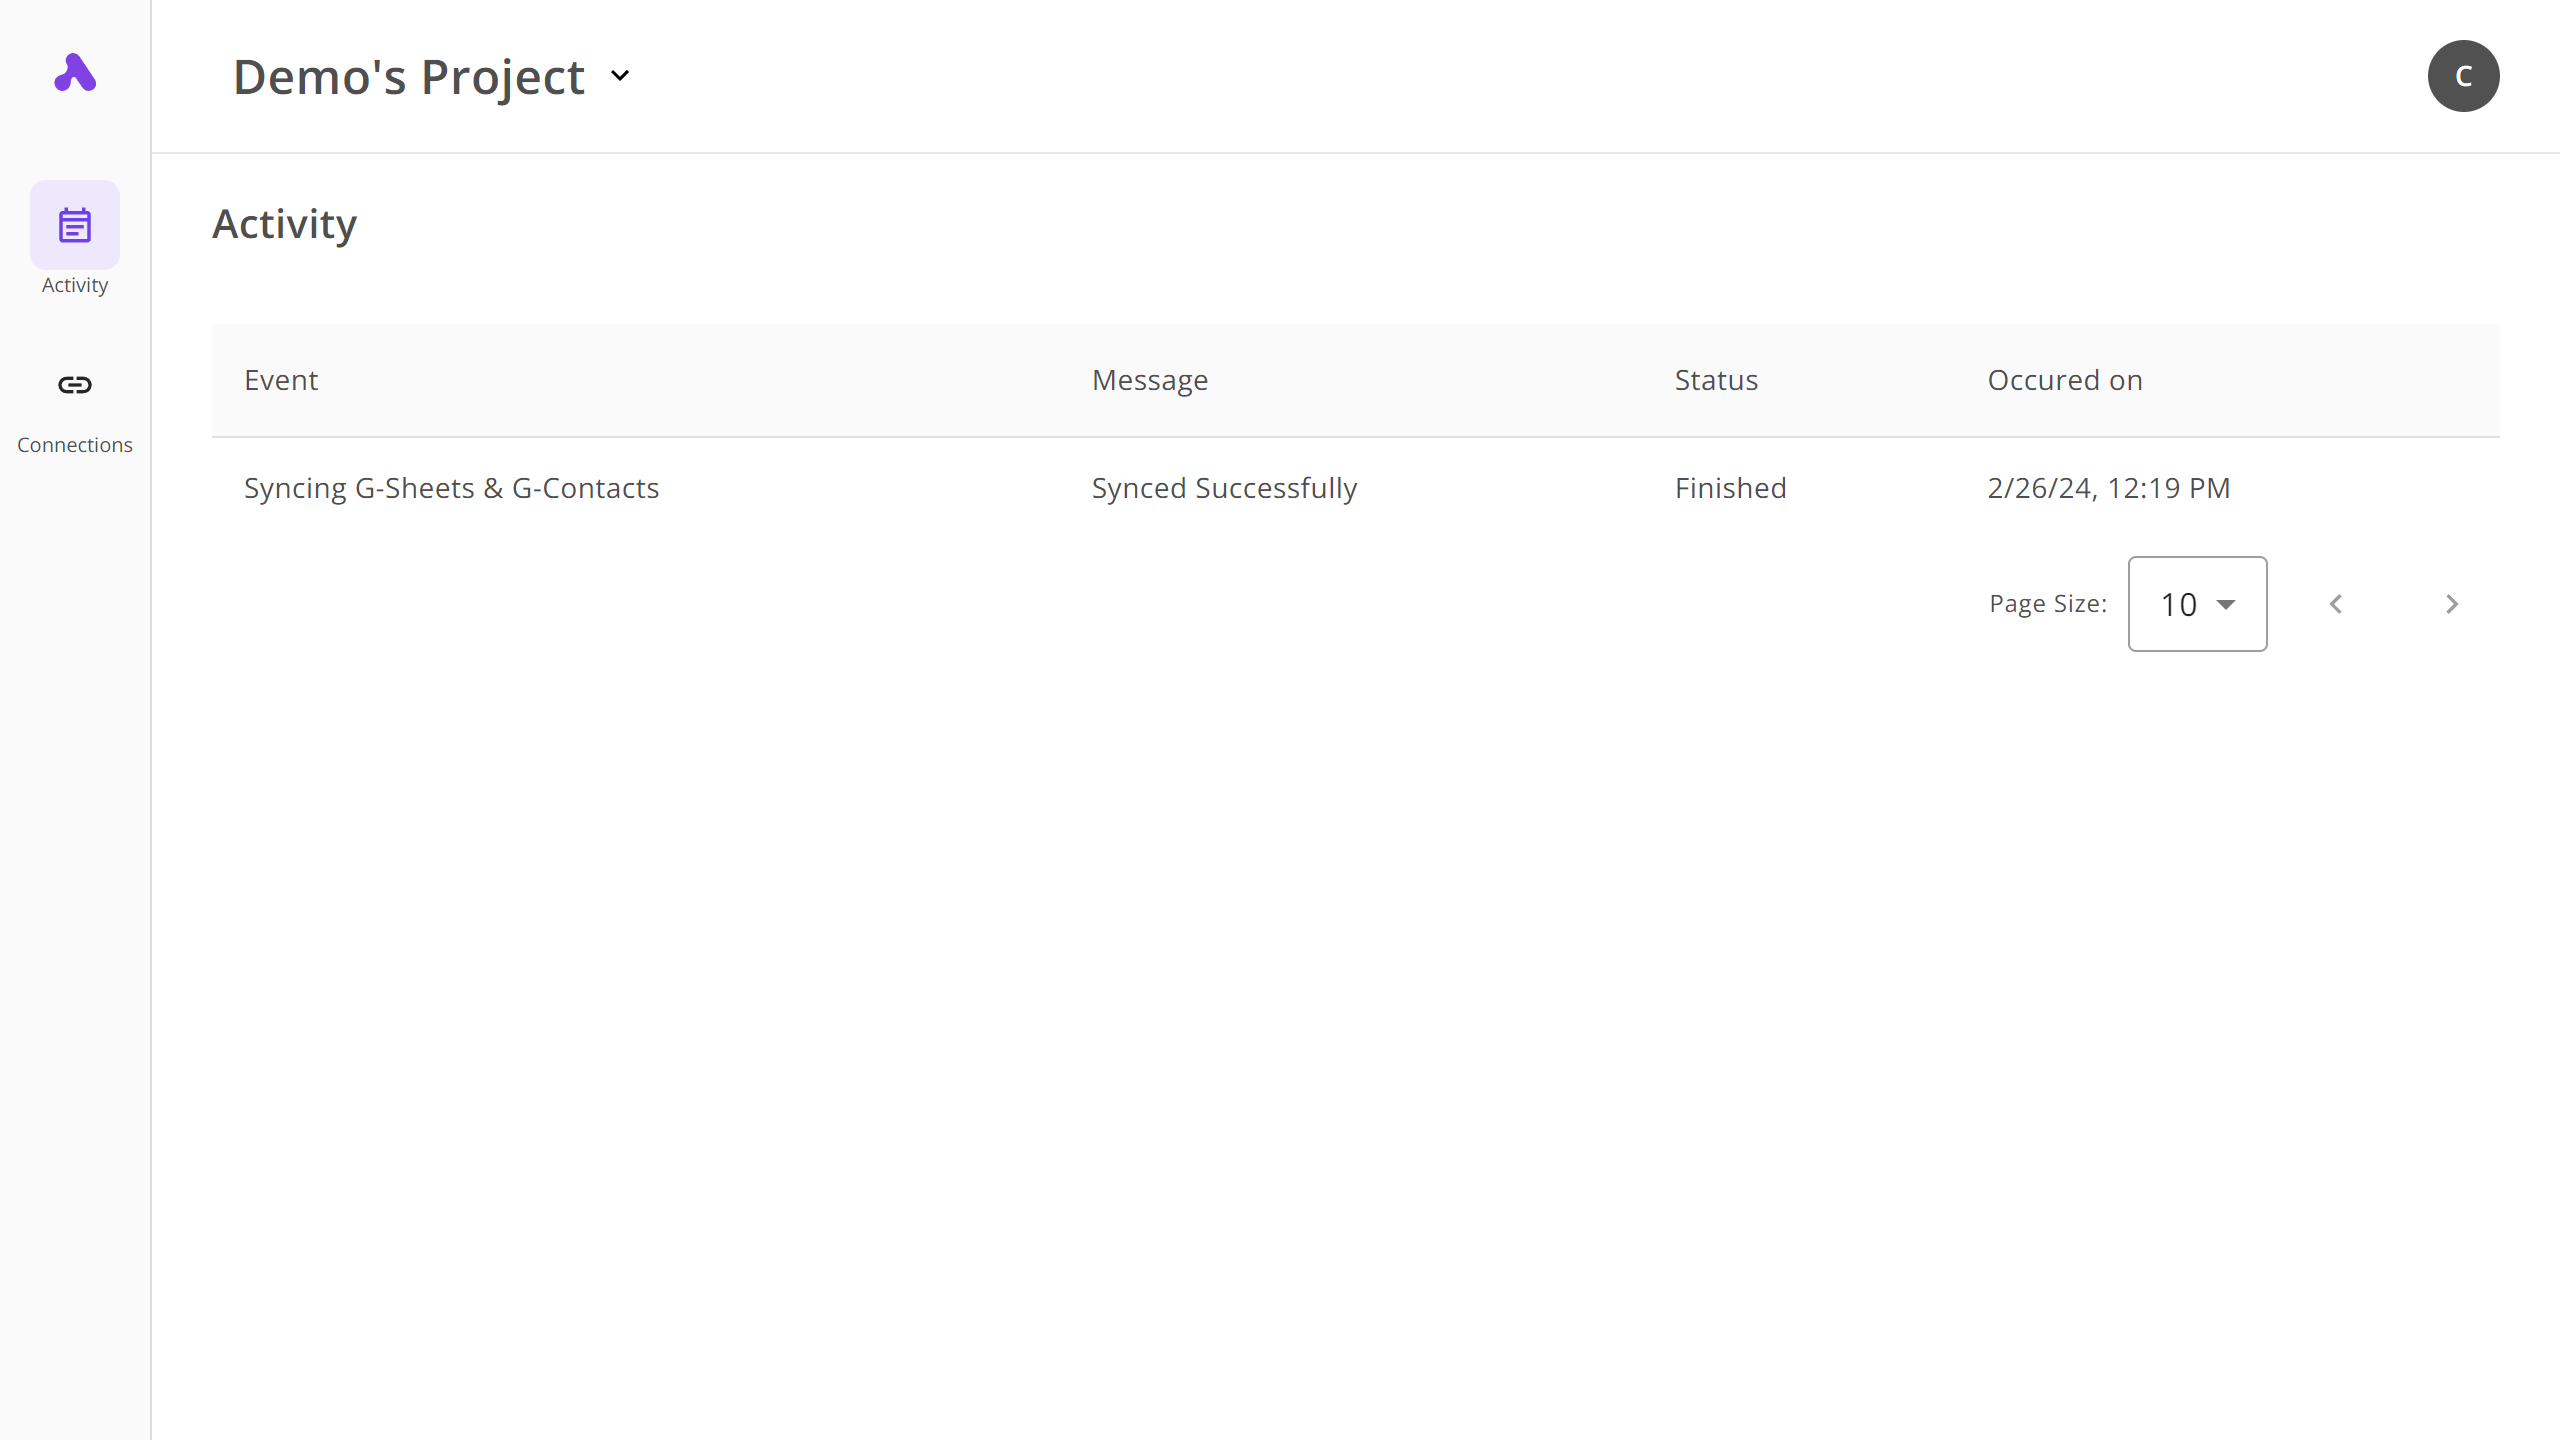 Demo's Project
C
Activity
Connections
Activity
Event Message Status Occured on
Syncing G-Sheets & G-Contacts Synced Successfully Finished 2/26/24, 12:19 PM
Page Size: 10